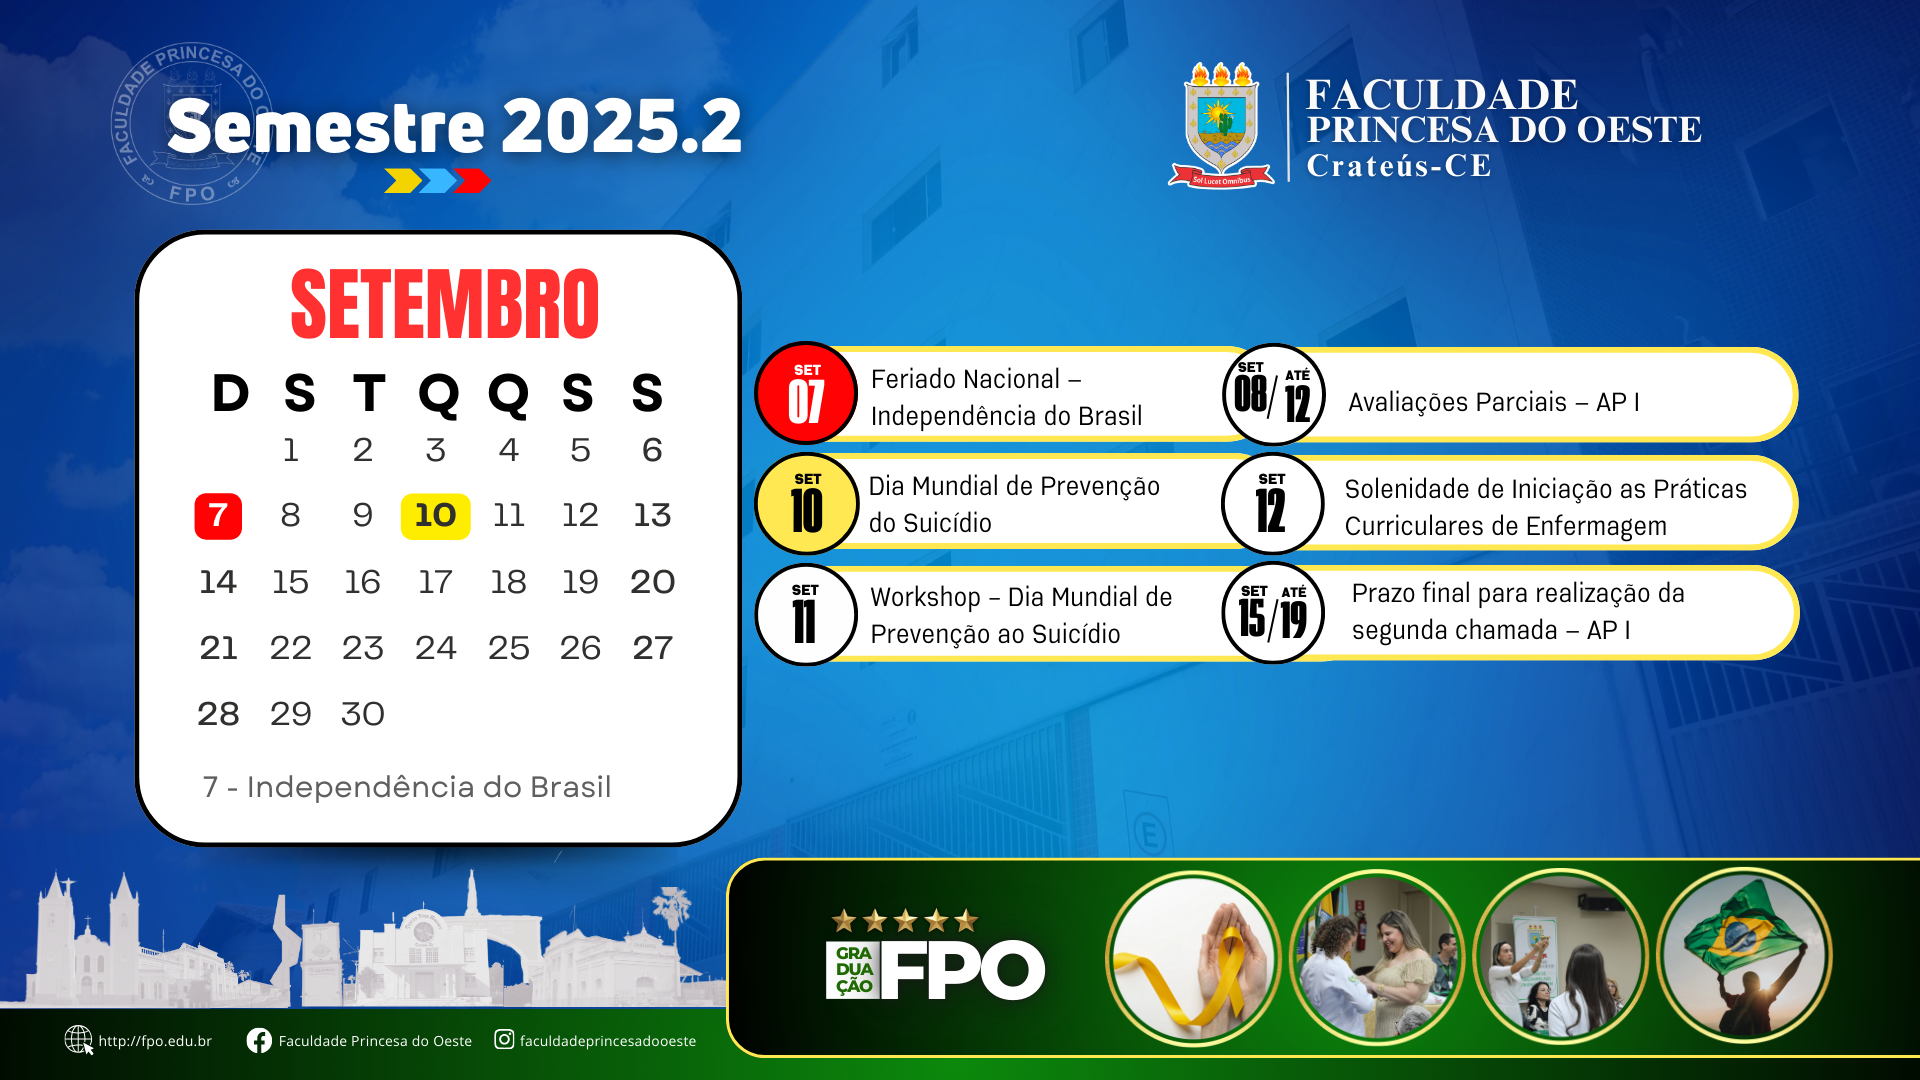 FACULDADE PRINCESA DO OESTE
FPO
Semestre 2025.2
Sol Lucet Omnibus
FACULDADE
PRINCESA DO OESTE
Crateús-CE
SETEMBRO
D S T Q Q S S
1 2 3 4 5 6
7 8 9 10 11 12 13
14 15 16 17 18 19 20
21 22 23 24 25 26 27
28 29 30
7 - Independência do Brasil
SET
07
Feriado Nacional –
Independência do Brasil
SET
10
Dia Mundial de Prevenção
do Suicídio
SET
11
Workshop – Dia Mundial de
Prevenção ao Suicídio
SET ATÉ
08/12
Avaliações Parciais – AP I
SET
12
Solenidade de Iniciação as Práticas
Curriculares de Enfermagem
SET ATÉ
15/19
Prazo final para realização da
segunda chamada – AP I
E
GRA
DUA
ÇÃO
FPO
http://fpo.edu.br
Faculdade Princesa do Oeste
faculdadeprincesadooeste